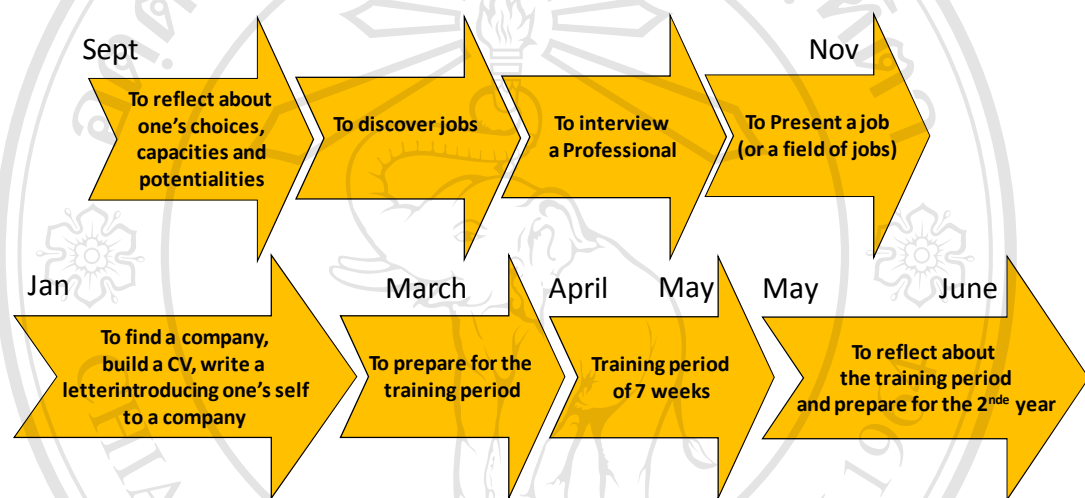 Sept
Nov
To reflect about
one's choices,
capacities and
potentialities
To discover jobs
To interview
a Professional
To Present a job
(or a field of jobs)
Jan
March
April
May
May
June
To find a company,
build a CV, write a
letterintroducing one's self
to a company
To prepare for the
training period
Training period
of 7 weeks
To reflect about
the training period
and prepare for the 2nde year